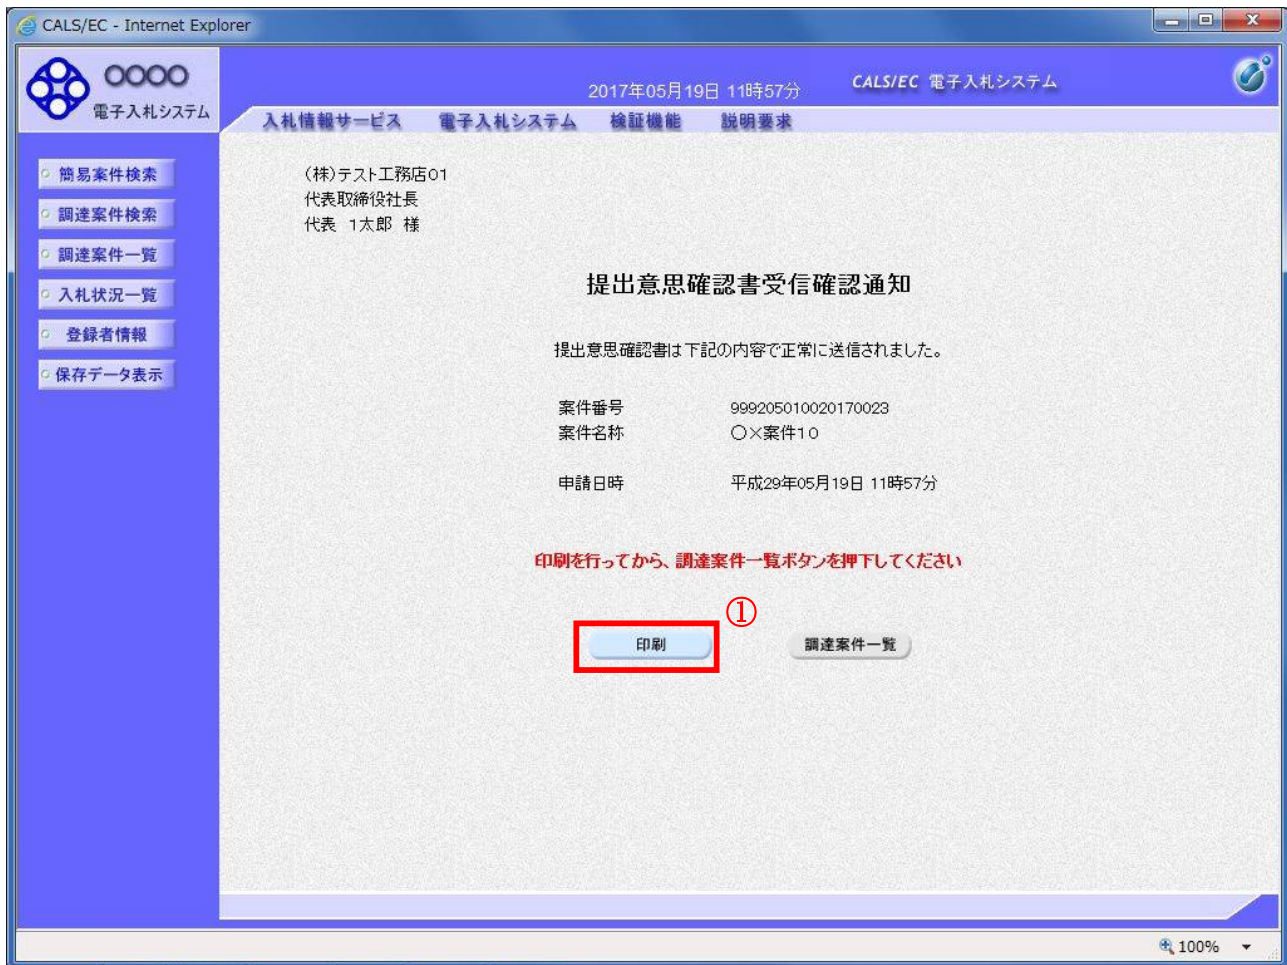 CALS/EC - Internet Explorer
〇〇〇〇
電子入札システム
2017年05月19日 11時57分
CALS/EC 電子入札システム
入札情報サービス 電子入札システム 検証機能 説明要求
簡易案件検索
調達案件検索
調達案件一覧
入札状況一覧
登録者情報
保存データ表示
(株)テスト工務店01
代表取締役社長
代表 1太郎 様
提出意思確認書受信確認通知
提出意思確認書は下記の内容で正常に送信されました。
案件番号 999205010020170023
案件名称 〇×案件10
申請日時 平成29年05月19日 11時57分
印刷を行ってから、調達案件一覧ボタンを押下してください
①
印刷 調達案件一覧
100%